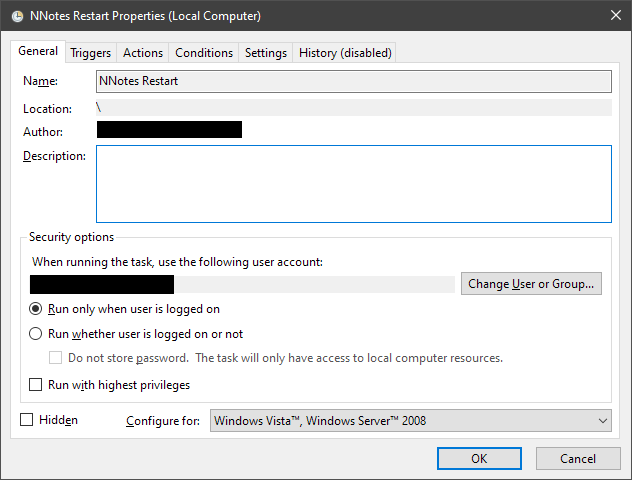 NNotes Restart Properties (Local Computer)
General Triggers Actions Conditions Settings History (disabled)
Name: NNotes Restart
Location: \
Author:
Description:
Security options
When running the task, use the following user account:
Change User or Group...
Run only when user is logged on
Run whether user is logged on or not
Do not store password. The task will only have access to local computer resources.
Run with highest privileges
Hidden Configure for: Windows Vista™, Windows Server™ 2008
OK Cancel